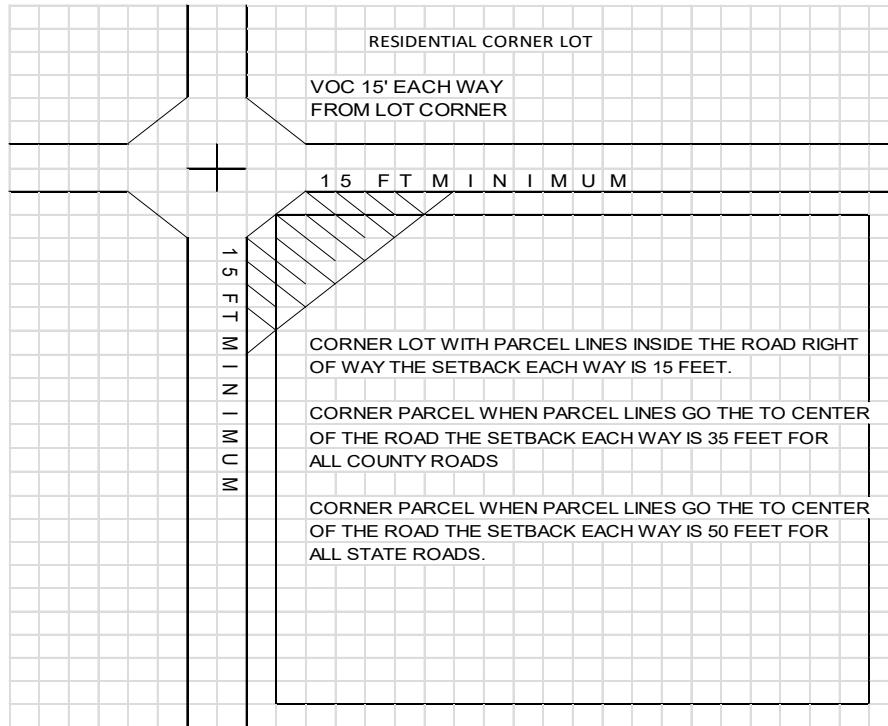 RESIDENTIAL CORNER LOT
VOC 15' EACH WAY
FROM LOT CORNER
15 FT MINIMUM
15 FT MINIMUM
CORNER LOT WITH PARCEL LINES INSIDE THE ROAD RIGHT
OF WAY THE SETBACK EACH WAY IS 15 FEET.
CORNER PARCEL WHEN PARCEL LINES GO THE TO CENTER
OF THE ROAD THE SETBACK EACH WAY IS 35 FEET FOR
ALL COUNTY ROADS
CORNER PARCEL WHEN PARCEL LINES GO THE TO CENTER
OF THE ROAD THE SETBACK EACH WAY IS 50 FEET FOR
ALL STATE ROADS.